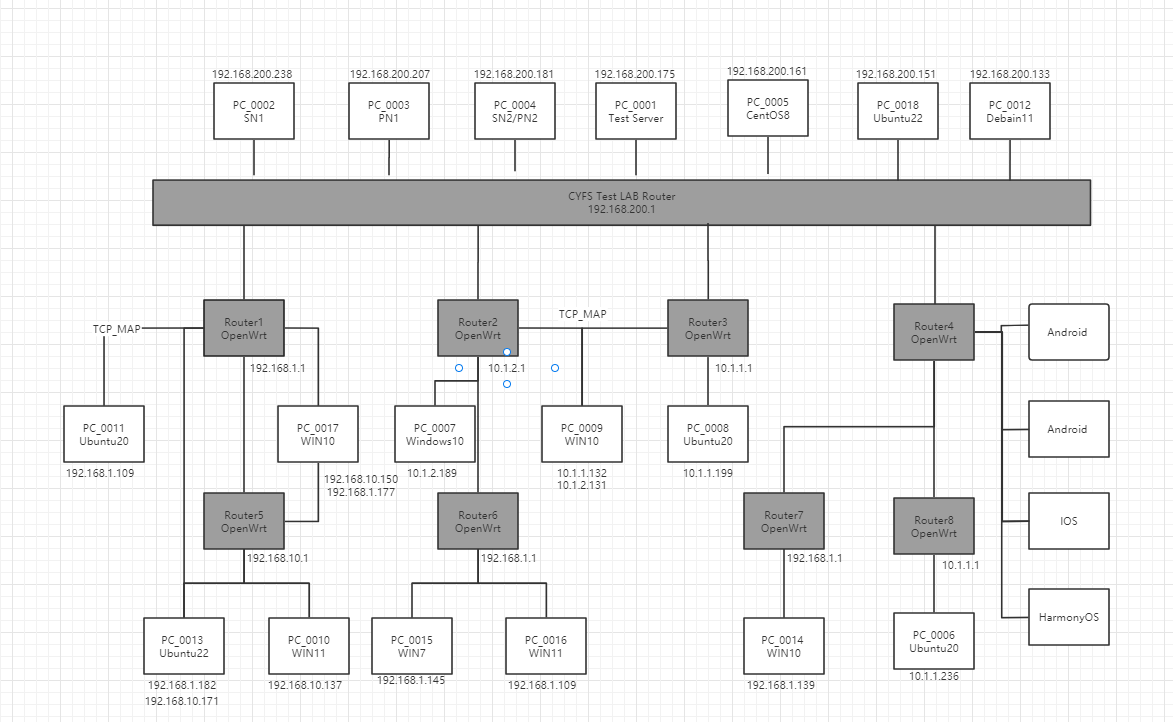 192.168.200.238
192.168.200.207
192.168.200.181
192.168.200.175
192.168.200.161
192.168.200.151
192.168.200.133
PC_0002
SN1
PC_0003
PN1
PC_0004
SN2/PN2
PC_0001
Test Server
PC_0005
CentOS8
PC_0018
Ubuntu22
PC_0012
Debain11
CYFS Test LAB Router
192.168.200.1
TCP_MAP
Router1
OpenWrt
192.168.1.1
Router2
OpenWrt
10.1.2.1
TCP_MAP
Router3
OpenWrt
10.1.1.1
Router4
OpenWrt
Android
PC_0011
Ubuntu20
192.168.1.109
PC_0017
WIN10
192.168.10.150
192.168.1.177
PC_0007
Windows10
10.1.2.189
PC_0009
WIN10
10.1.1.132
10.1.2.131
PC_0008
Ubuntu20
10.1.1.199
Android
Router5
OpenWrt
192.168.10.1
Router6
OpenWrt
192.168.1.1
Router7
OpenWrt
192.168.1.1
Router8
OpenWrt
10.1.1.1
IOS
PC_0013
Ubuntu22
192.168.1.182
192.168.10.171
PC_0010
WIN11
192.168.10.137
PC_0015
WIN7
192.168.1.145
PC_0016
WIN11
192.168.1.109
PC_0014
WIN10
192.168.1.139
PC_0006
Ubuntu20
10.1.1.236
HarmonyOS